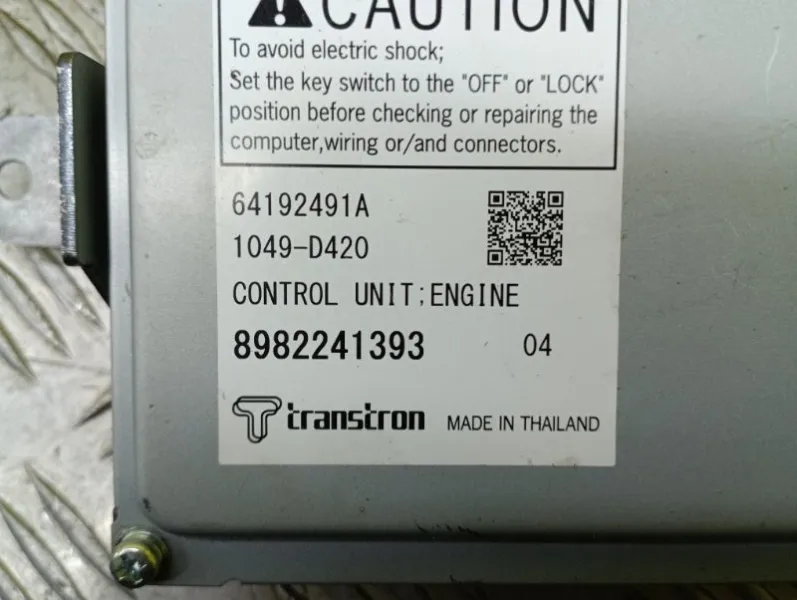 CAUTION
To avoid electric shock;
Set the key switch to the "OFF" or "LOCK"
position before checking or repairing the
computer,wiring or/and connectors.
64192491A
1049-D420
CONTROL UNIT;ENGINE
8982241393 04
transtron MADE IN THAILAND